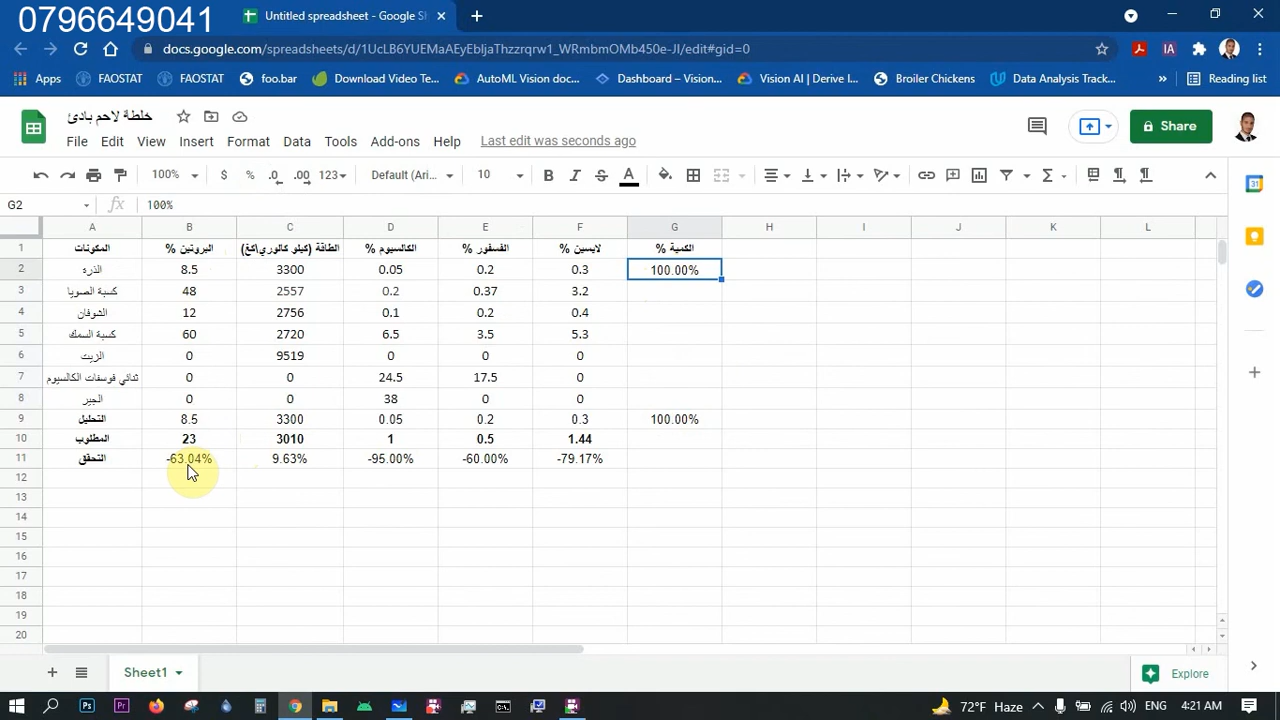 0796649041
Untitled spreadsheet - Google S
docs.google.com/spreadsheets/d/1UcLB6YUEMaAEyEbljaThzzrqrw1_WRmbmOMb450e-JI/edit#gid=0
Apps FAOSTAT FAOSTAT foo.bar Download Video Te... AutoML Vision doc... Dashboard – Vision... Vision AI | Derive I... Broiler Chickens Data Analysis Track... » Reading list
خلطة لاحم بادئ
File Edit View Insert Format Data Tools Add-ons Help Last edit was seconds ago
Share
100% $ % .0 .00 123 Default (Ari... 10 B I S A
G2 fx 100%
A B C D E F G H I J K L
1 المكونات البروتين % الطاقة (كيلو كالوري\كغ) الكالسيوم % الفسفور % لايسين % الكمية %
2 الذرة 8.5 3300 0.05 0.2 0.3 100.00%
3 كسبة الصويا 48 2557 0.2 0.37 3.2
4 الشوفان 12 2756 0.1 0.2 0.4
5 كسبة السمك 60 2720 6.5 3.5 5.3
6 الزيت 0 9519 0 0 0
7 ثنائي فوسفات الكالسيوم 0 0 24.5 17.5 0
8 الجير 0 0 38 0 0
9 التحليل 8.5 3300 0.05 0.2 0.3 100.00%
10 المطلوب 23 3010 1 0.5 1.44
11 التحقق -63.04% 9.63% -95.00% -60.00% -79.17%
12
13
14
15
16
17
18
19
20
Sheet1 Explore
72°F Haze ENG 4:21 AM